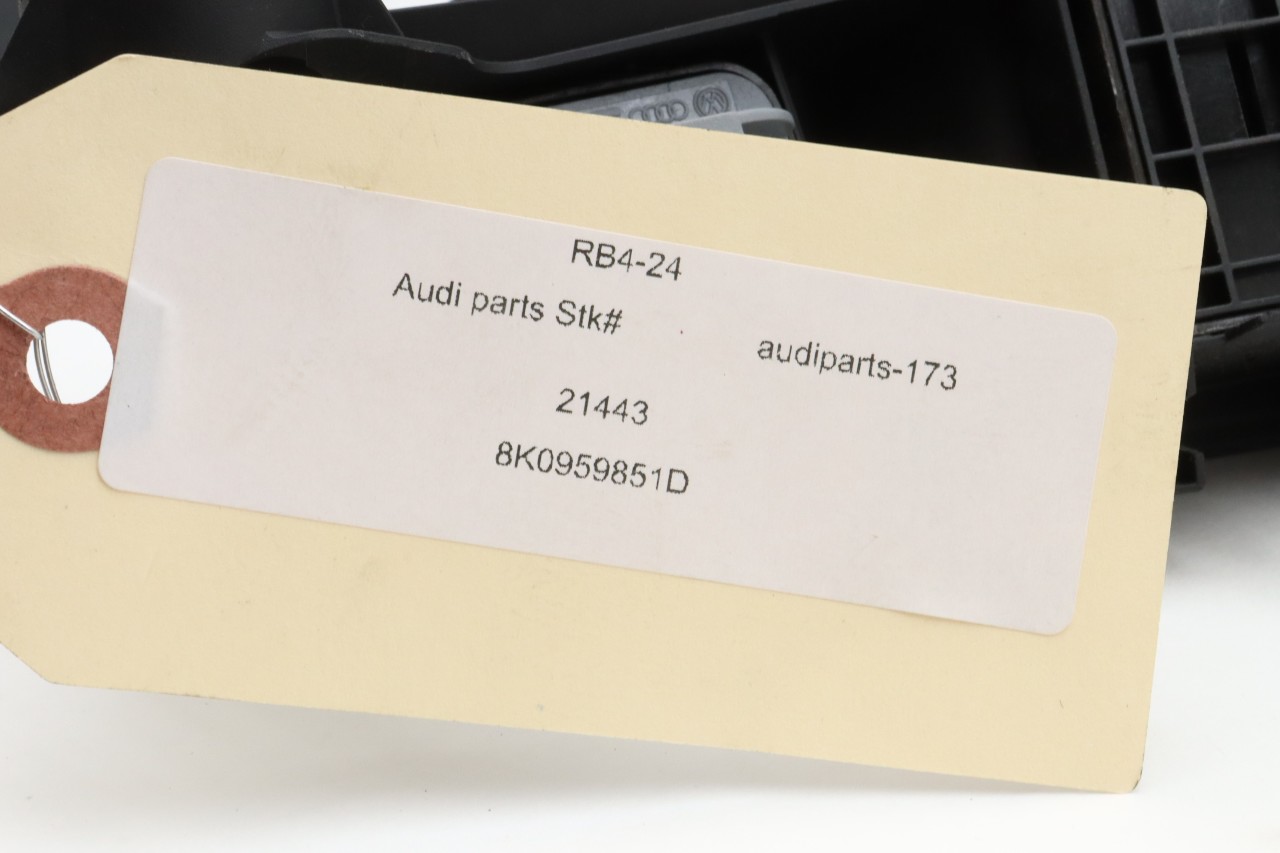 RB4-24
Audi parts Stk#
audiparts-173
21443
8K0959851D